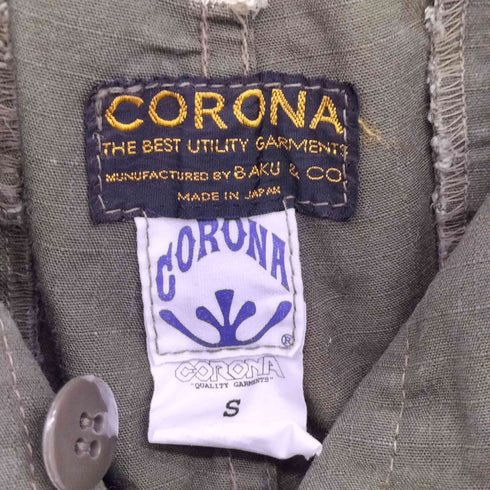 CORONA
THE BEST UTILITY GARMENTS
MUNUFACTURED BY BAKU & CO
MADE IN JAPAN
CORONA
®
CORONA
"QUALITY GARMENTS"
S